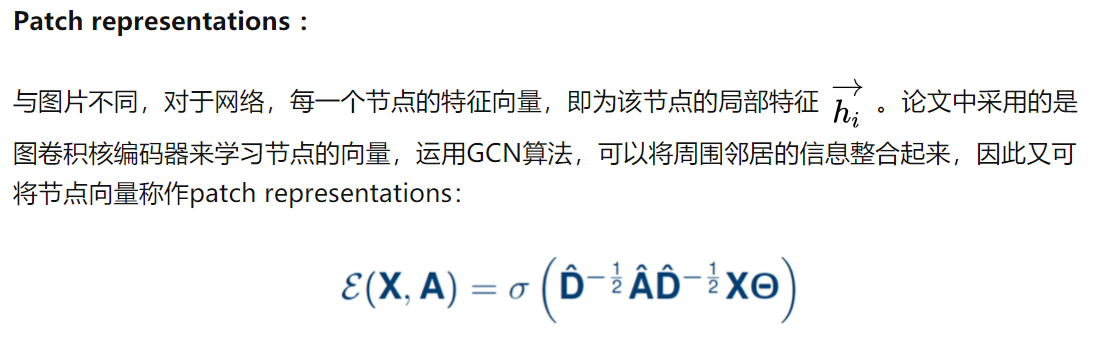 Patch representations：
与图片不同，对于网络，每一个节点的特征向量，即为该节点的局部特征 $\overrightarrow{h_i}$ 。论文中采用的是
图卷积核编码器来学习节点的向量，运用GCN算法，可以将周围邻居的信息整合起来，因此又可
将节点向量称作patch representations：
$\mathcal{E}(\mathbf{X}, \mathbf{A}) = \sigma\left(\hat{\mathbf{D}}^{-\frac{1}{2}}\hat{\mathbf{A}}\hat{\mathbf{D}}^{-\frac{1}{2}}\mathbf{X}\mathbf{\Theta}\right)$